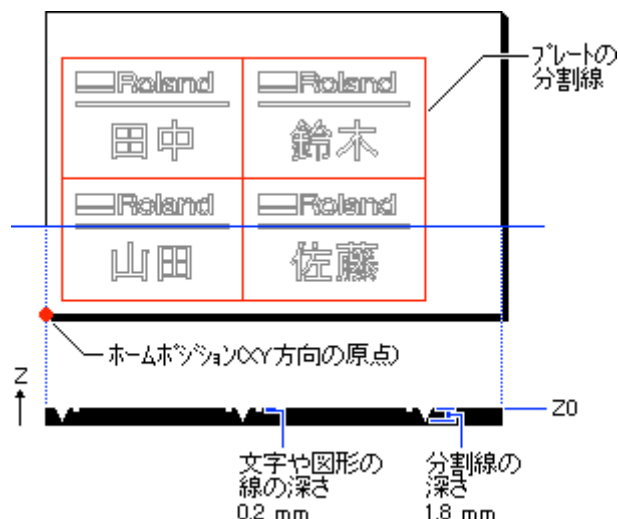 プレートの
分割線
Roland
Roland
田中
鈴木
Roland
Roland
山田
佐藤
ホームポジション(XY方向の原点)
Z
Z0
文字や図形の
線の深さ
0.2 mm
分割線の
深さ
1.8 mm